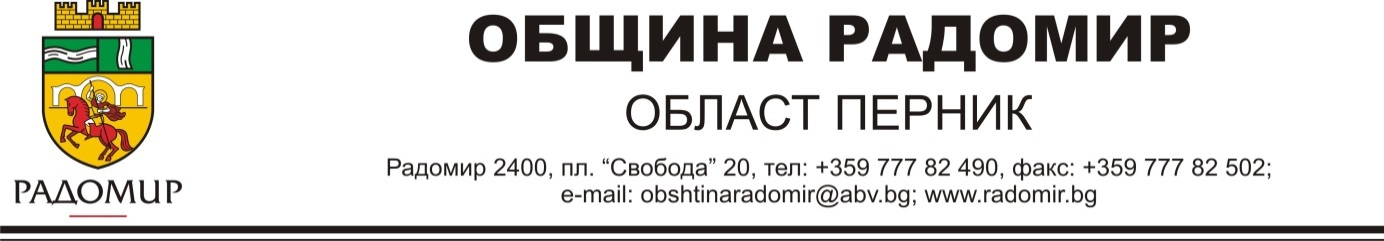 ОБЩИНА РАДОМИР
ОБЛАСТ ПЕРНИК
Радомир 2400, пл. “Свобода” 20, тел: +359 777 82 490, факс: +359 777 82 502;
e-mail: obshtinaradomir@abv.bg; www.radomir.bg
РАДОМИР